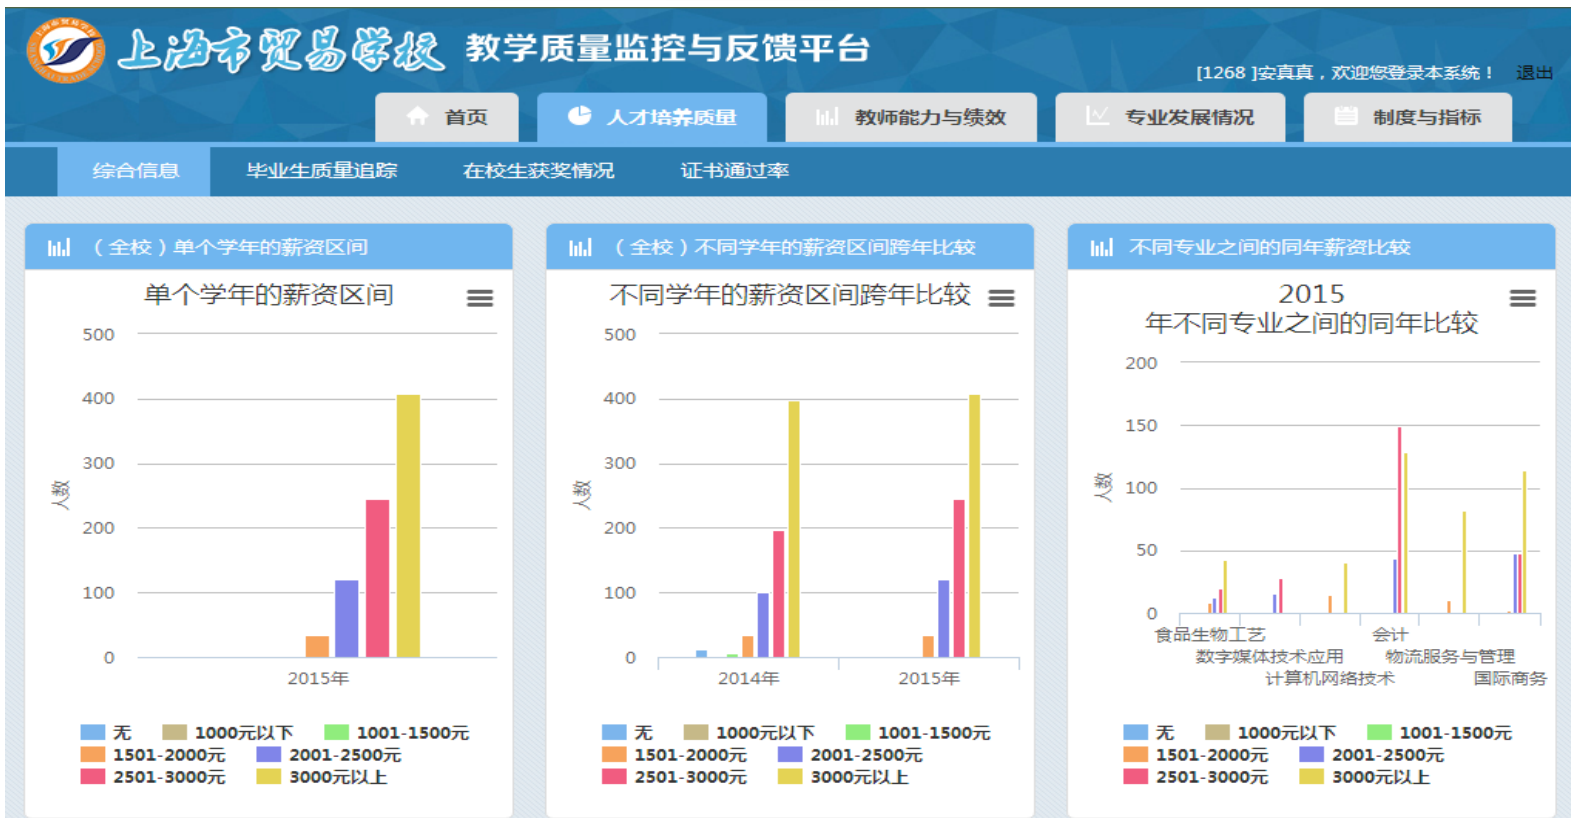 上海市贸易学校 教学质量监控与反馈平台
[1268 ]安真真，欢迎您登录本系统！ 退出
首页 人才培养质量 教师能力与绩效 专业发展情况 制度与指标
综合信息 毕业生质量追踪 在校生获奖情况 证书通过率
（全校）单个学年的薪资区间
单个学年的薪资区间
500
400
300
200
100
0
人数
2015年
无 1000元以下 1001-1500元
1501-2000元 2001-2500元
2501-3000元 3000元以上
（全校）不同学年的薪资区间跨年比较
不同学年的薪资区间跨年比较
500
400
300
200
100
0
人数
2014年 2015年
无 1000元以下 1001-1500元
1501-2000元 2001-2500元
2501-3000元 3000元以上
不同专业之间的同年薪资比较
2015
年不同专业之间的同年比较
200
150
100
50
0
人数
食品生物工艺 会计
数字媒体技术应用 物流服务与管理
计算机网络技术 国际商务
无 1000元以下 1001-1500元
1501-2000元 2001-2500元
2501-3000元 3000元以上